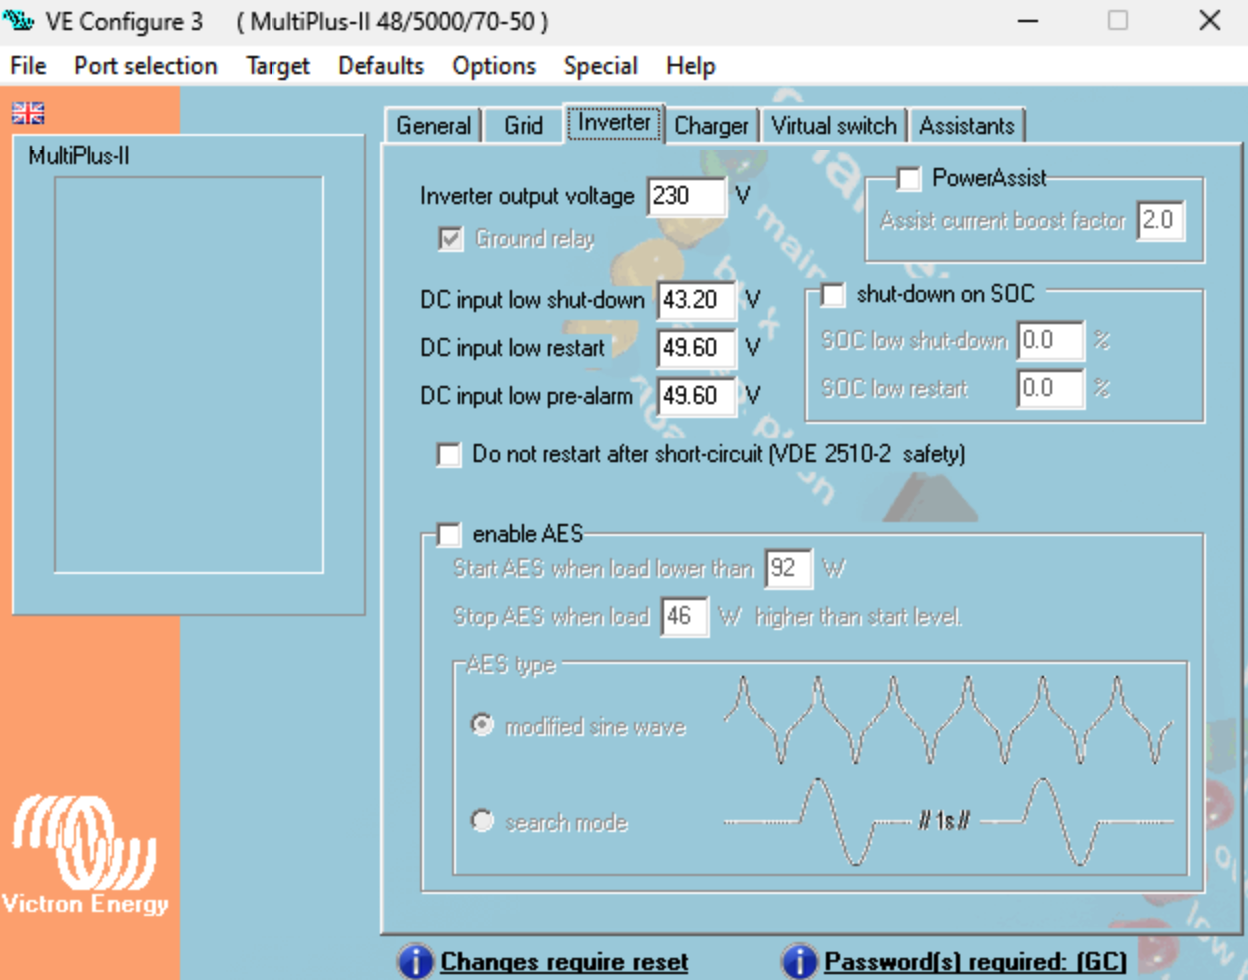 VE Configure 3 ( MultiPlus-II 48/5000/70-50 )
File Port selection Target Defaults Options Special Help
General Grid Inverter Charger Virtual switch Assistants
MultiPlus-II
Inverter output voltage 230 V
Ground relay
PowerAssist
Assist current boost factor 2.0
DC input low shut-down 43.20 V
DC input low restart 49.60 V
DC input low pre-alarm 49.60 V
shut-down on SOC
SOC low shut-down 0.0 %
SOC low restart 0.0 %
Do not restart after short-circuit (VDE 2510-2 safety)
enable AES
Start AES when load lower than 92 W
Stop AES when load 46 W higher than start level.
AES type
modified sine wave
search mode
// 1s //
Victron Energy
Changes require reset
Password(s) required: (GC)